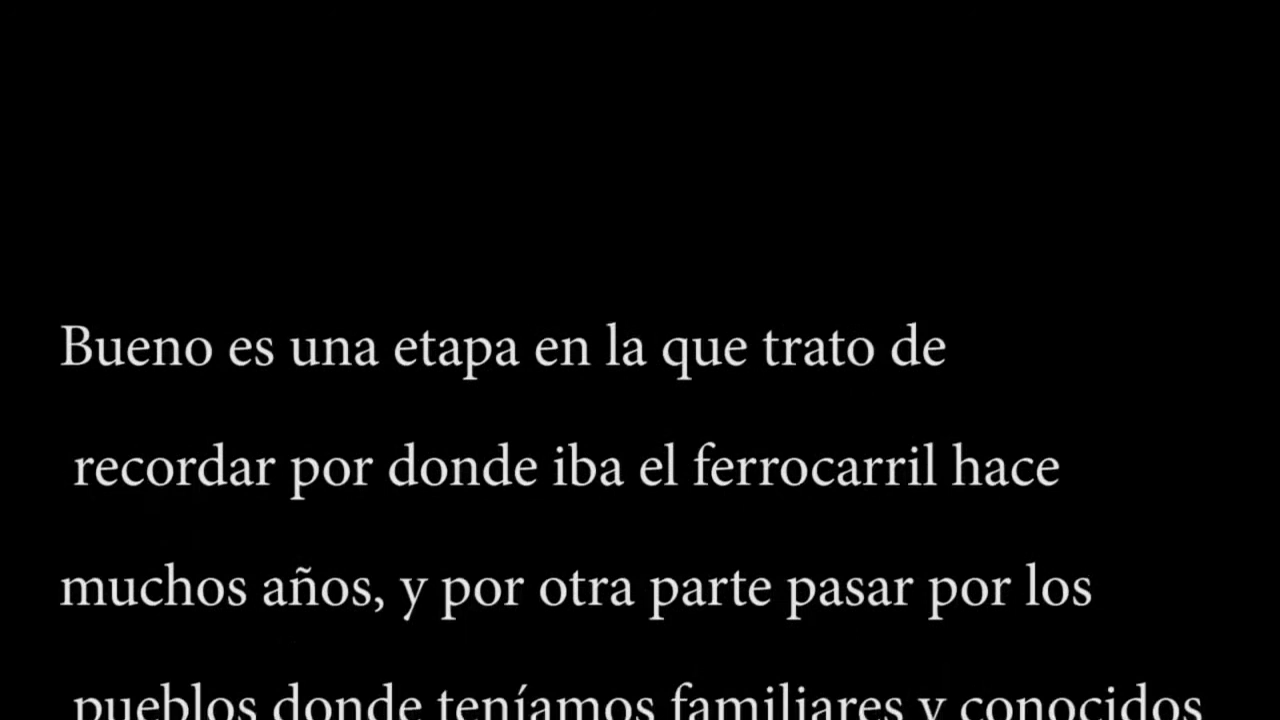 Bueno es una etapa en la que trato de
recordar por donde iba el ferrocarril hace
muchos años, y por otra parte pasar por los
pueblos donde teníamos familiares y conocidos